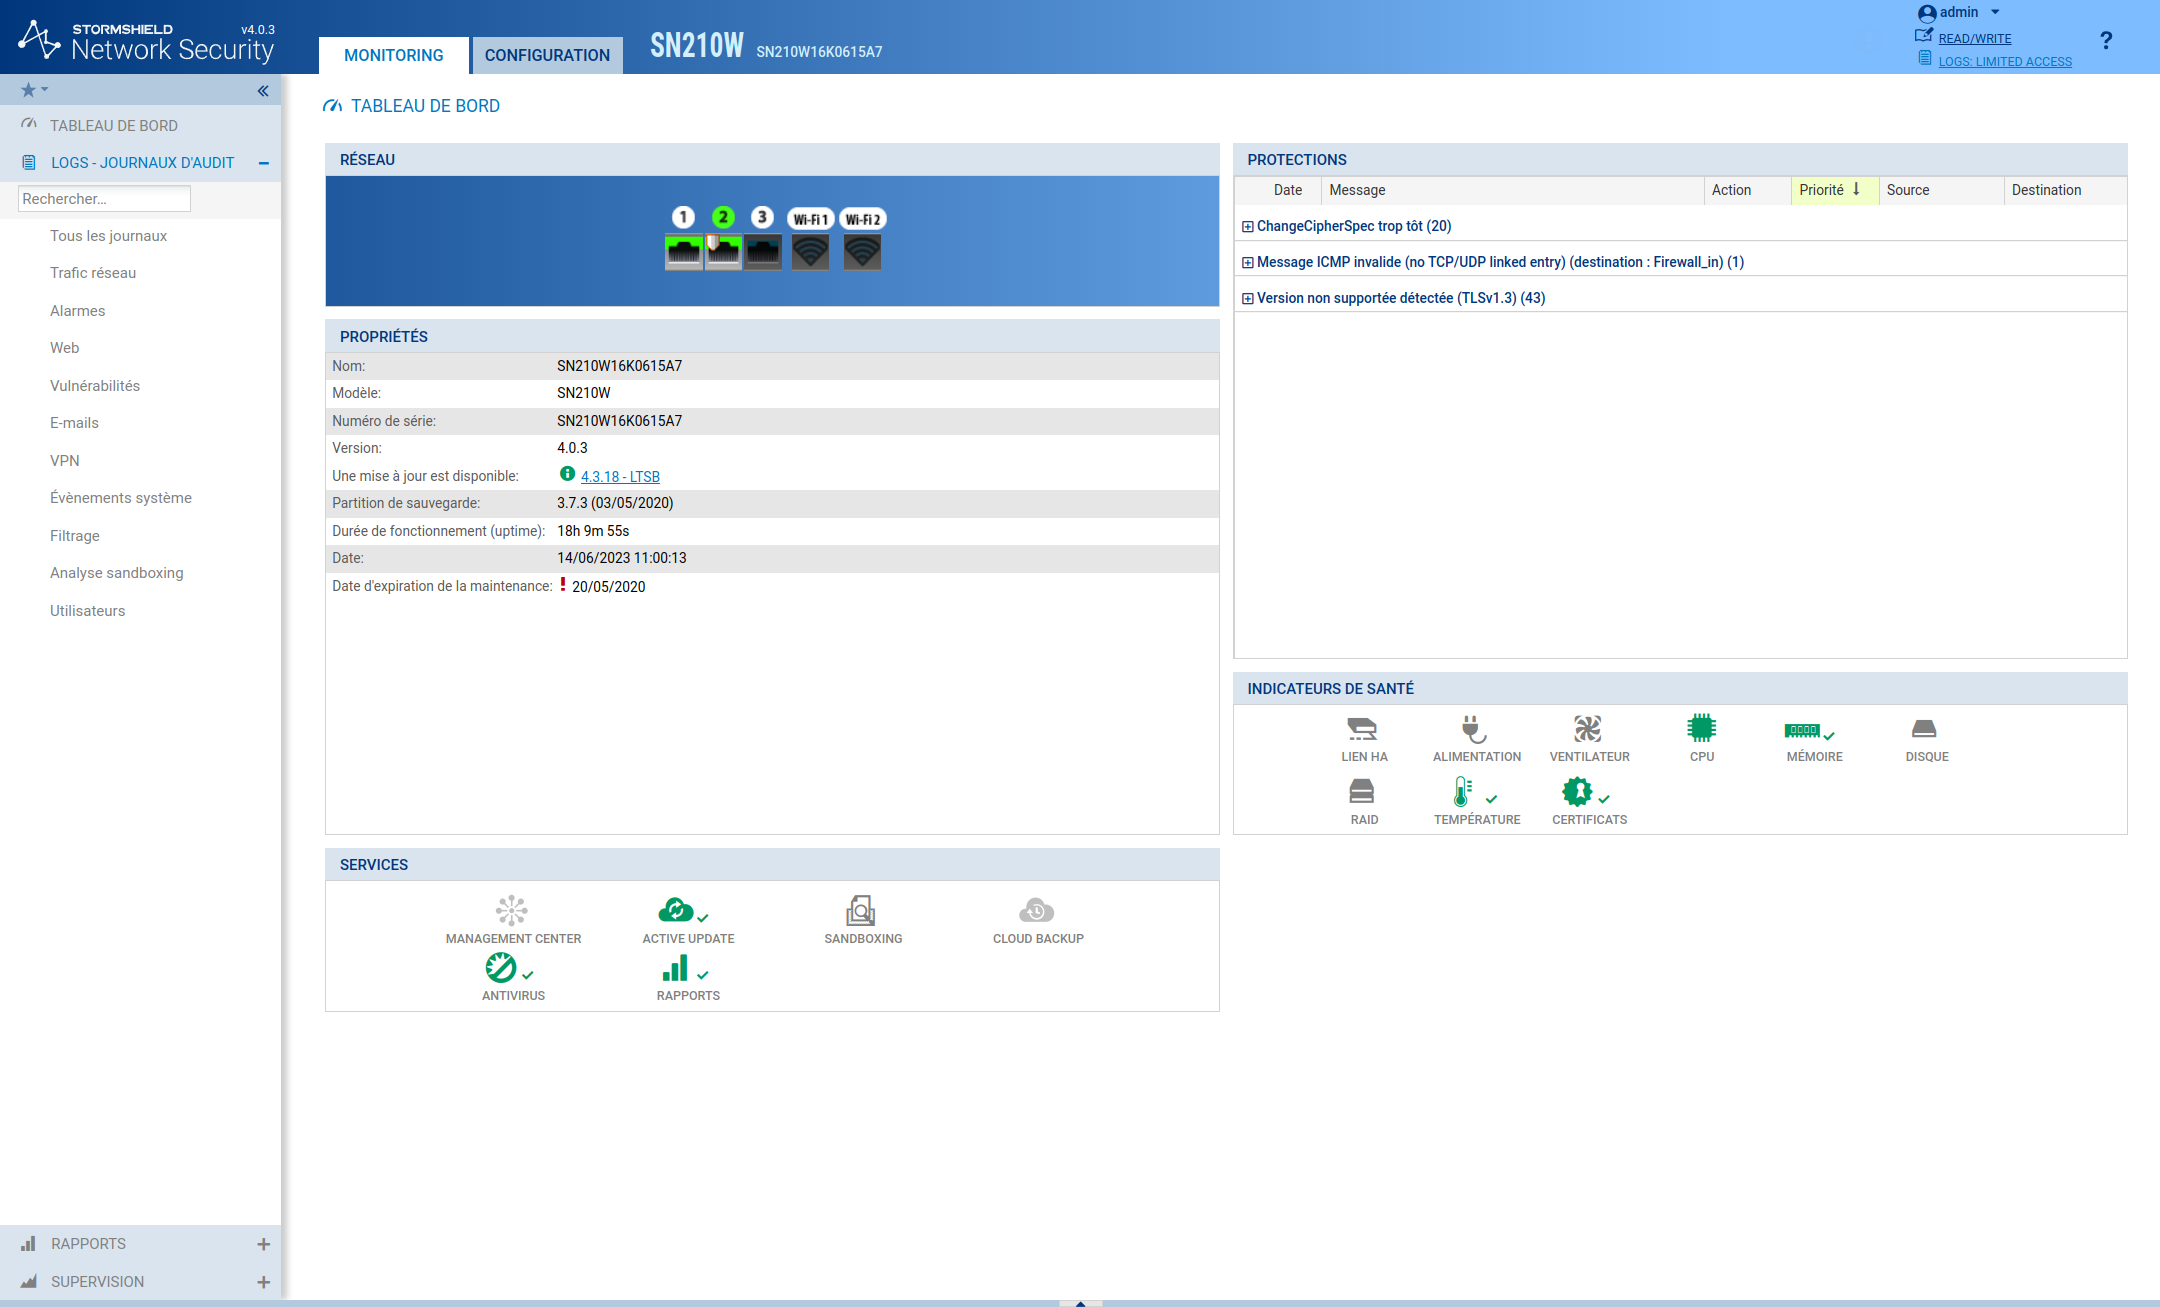 STORMSHIELD v4.0.3
Network Security
MONITORING
CONFIGURATION
SN210W SN210W16K0615A7
admin
READ/WRITE
LOGS: LIMITED ACCESS
?
TABLEAU DE BORD
LOGS - JOURNAUX D'AUDIT
Rechercher...
Tous les journaux
Trafic réseau
Alarmes
Web
Vulnérabilités
E-mails
VPN
Évènements système
Filtrage
Analyse sandboxing
Utilisateurs
RAPPORTS
SUPERVISION
TABLEAU DE BORD
RÉSEAU
1 2 3 Wi-Fi 1 Wi-Fi 2
PROPRIÉTÉS
Nom: SN210W16K0615A7
Modèle: SN210W
Numéro de série: SN210W16K0615A7
Version: 4.0.3
Une mise à jour est disponible: 4.3.18 - LTSB
Partition de sauvegarde: 3.7.3 (03/05/2020)
Durée de fonctionnement (uptime): 18h 9m 55s
Date: 14/06/2023 11:00:13
Date d'expiration de la maintenance: 20/05/2020
SERVICES
MANAGEMENT CENTER ACTIVE UPDATE SANDBOXING CLOUD BACKUP
ANTIVIRUS RAPPORTS
PROTECTIONS
Date Message Action Priorité Source Destination
ChangeCipherSpec trop tôt (20)
Message ICMP invalide (no TCP/UDP linked entry) (destination : Firewall_in) (1)
Version non supportée détectée (TLSv1.3) (43)
INDICATEURS DE SANTÉ
LIEN HA ALIMENTATION VENTILATEUR CPU MÉMOIRE DISQUE
RAID TEMPÉRATURE CERTIFICATS